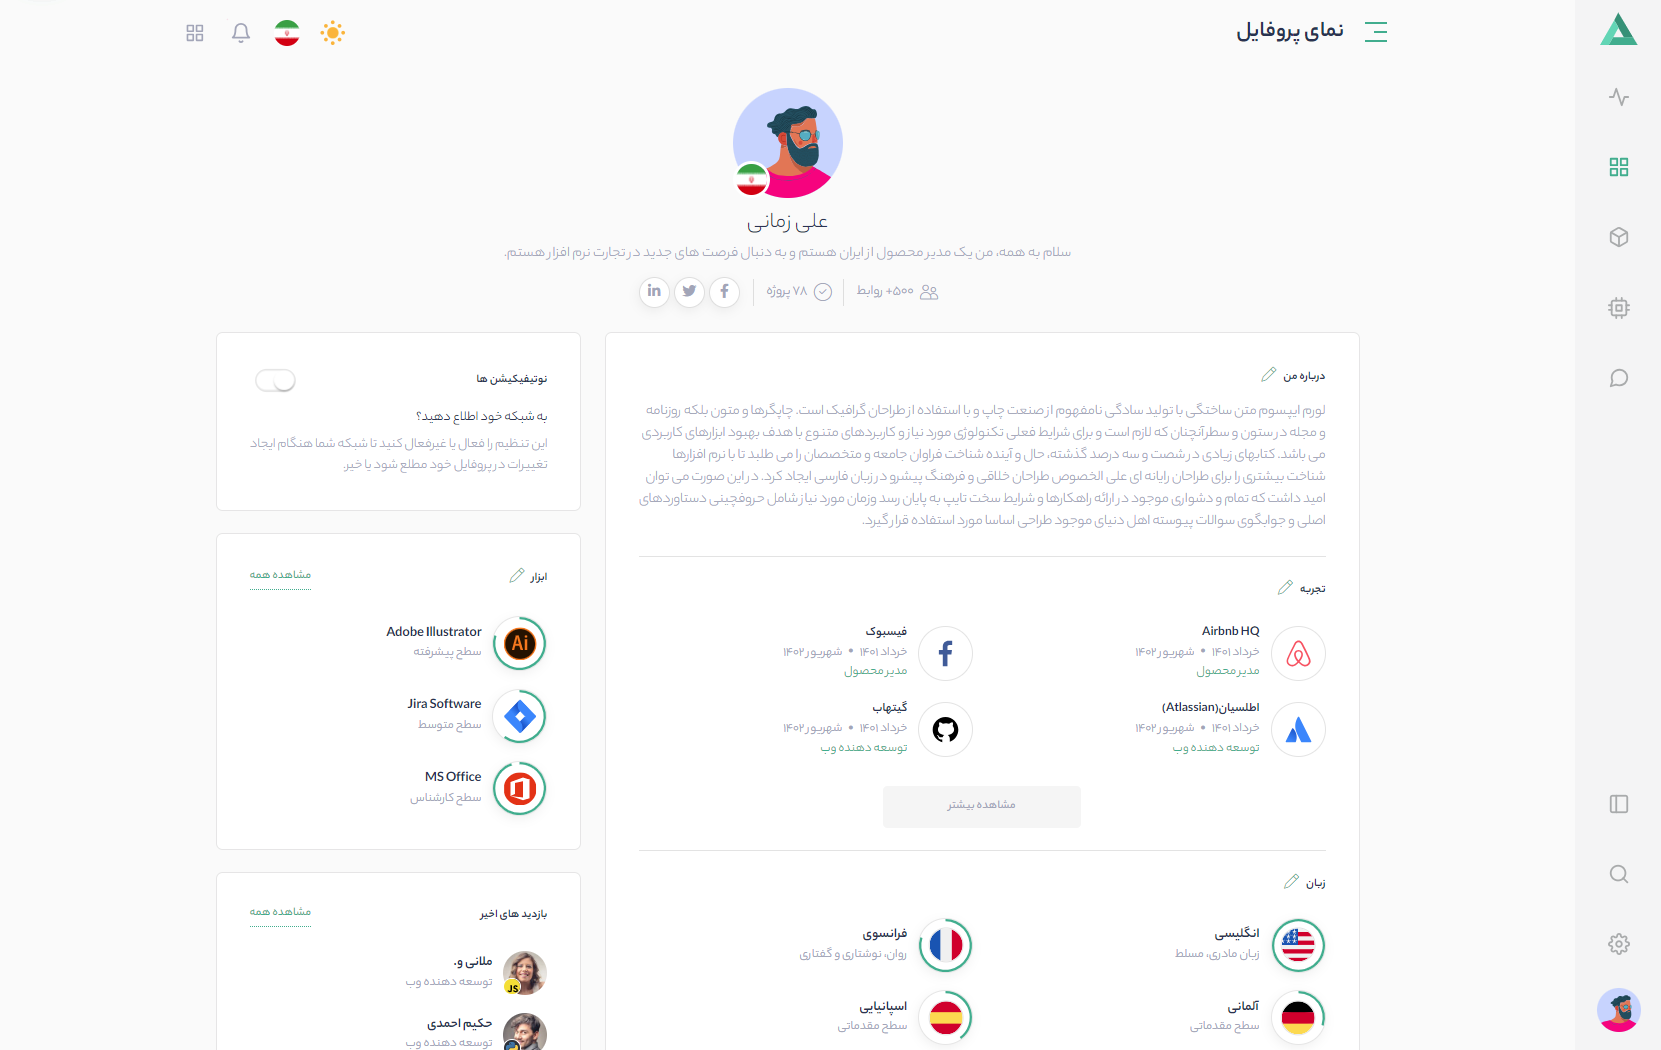 نمای پروفایل
علی زمانی
سلام به همه، من یک مدیر محصول از ایران هستم و به دنبال فرصت های جدید در تجارت نرم افزار هستم.
۵۰۰+ روابط
۷۸ پروژه
درباره من
لورم ایپسوم متن ساختگی با تولید سادگی نامفهوم از صنعت چاپ و با استفاده از طراحان گرافیک است. چاپگرها و متون بلکه روزنامه
و مجله در ستون و سطرآنچنان که لازم است و برای شرایط فعلی تکنولوژی مورد نیاز و کاربردهای متنوع با هدف بهبود ابزارهای کاربردی
می باشد. کتابهای زیادی در شصت و سه درصد گذشته، حال و آینده شناخت فراوان جامعه و متخصصان را می طلبد تا با نرم افزارها
شناخت بیشتری را برای طراحان رایانه ای علی الخصوص طراحان خلاقی و فرهنگ پیشرو در زبان فارسی ایجاد کرد. در این صورت می توان
امید داشت که تمام و دشواری موجود در ارائه راهکارها و شرایط سخت تایپ به پایان رسد وزمان مورد نیاز شامل حروفچینی دستاوردهای
اصلی و جوابگوی سوالات پیوسته اهل دنیای موجود طراحی اساسا مورد استفاده قرار گیرد.
تجربه
Airbnb HQ
خرداد ۱۴۰۱ • شهریور ۱۴۰۲
مدیر محصول
فیسبوک
خرداد ۱۴۰۱ • شهریور ۱۴۰۲
مدیر محصول
اطلسیان(Atlassian)
خرداد ۱۴۰۱ • شهریور ۱۴۰۲
توسعه دهنده وب
گیتهاب
خرداد ۱۴۰۱ • شهریور ۱۴۰۲
توسعه دهنده وب
مشاهده بیشتر
زبان
انگلیسی
زبان مادری، مسلط
فرانسوی
روان، نوشتاری و گفتاری
آلمانی
سطح مقدماتی
اسپانیایی
سطح مقدماتی
نوتیفیکیشن ها
به شبکه خود اطلاع دهید؟
این تنظیم را فعال یا غیرفعال کنید تا شبکه شما هنگام ایجاد
تغییرات در پروفایل خود مطلع شود یا خیر.
ابزار
مشاهده همه
Ai
Adobe Illustrator
سطح پیشرفته
Jira Software
سطح متوسط
MS Office
سطح کارشناس
بازدید های اخیر
مشاهده همه
ملانی و.
توسعه دهنده وب
JS
حکیم احمدی
توسعه دهنده وب